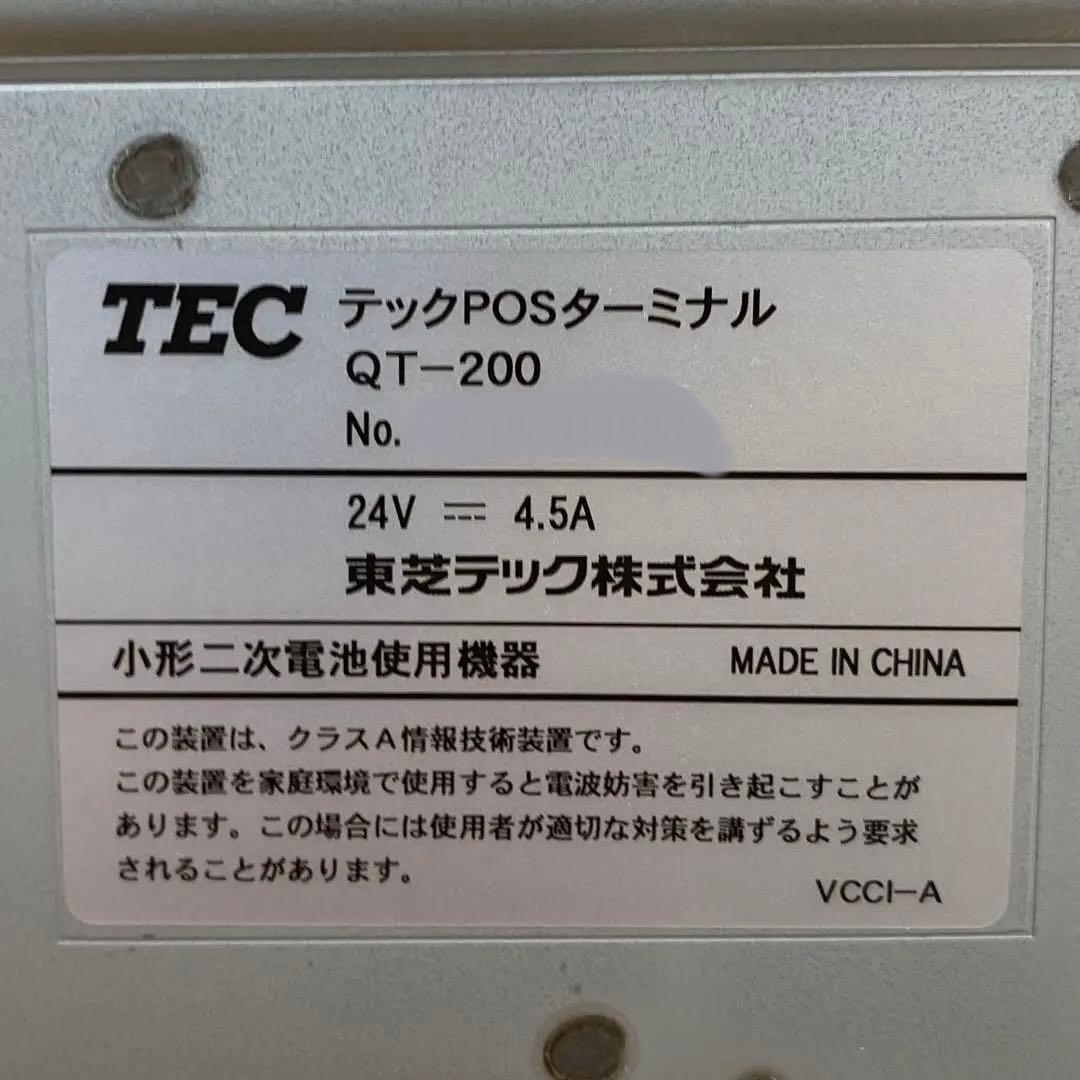 TEC テックPOSターミナル
QT-200
No.
24V ⎓ 4.5A
東芝テック株式会社
小形二次電池使用機器 MADE IN CHINA
この装置は、クラスA情報技術装置です。
この装置を家庭環境で使用すると電波妨害を引き起こすことが
あります。この場合には使用者が適切な対策を講ずるよう要求
されることがあります。
VCCI-A